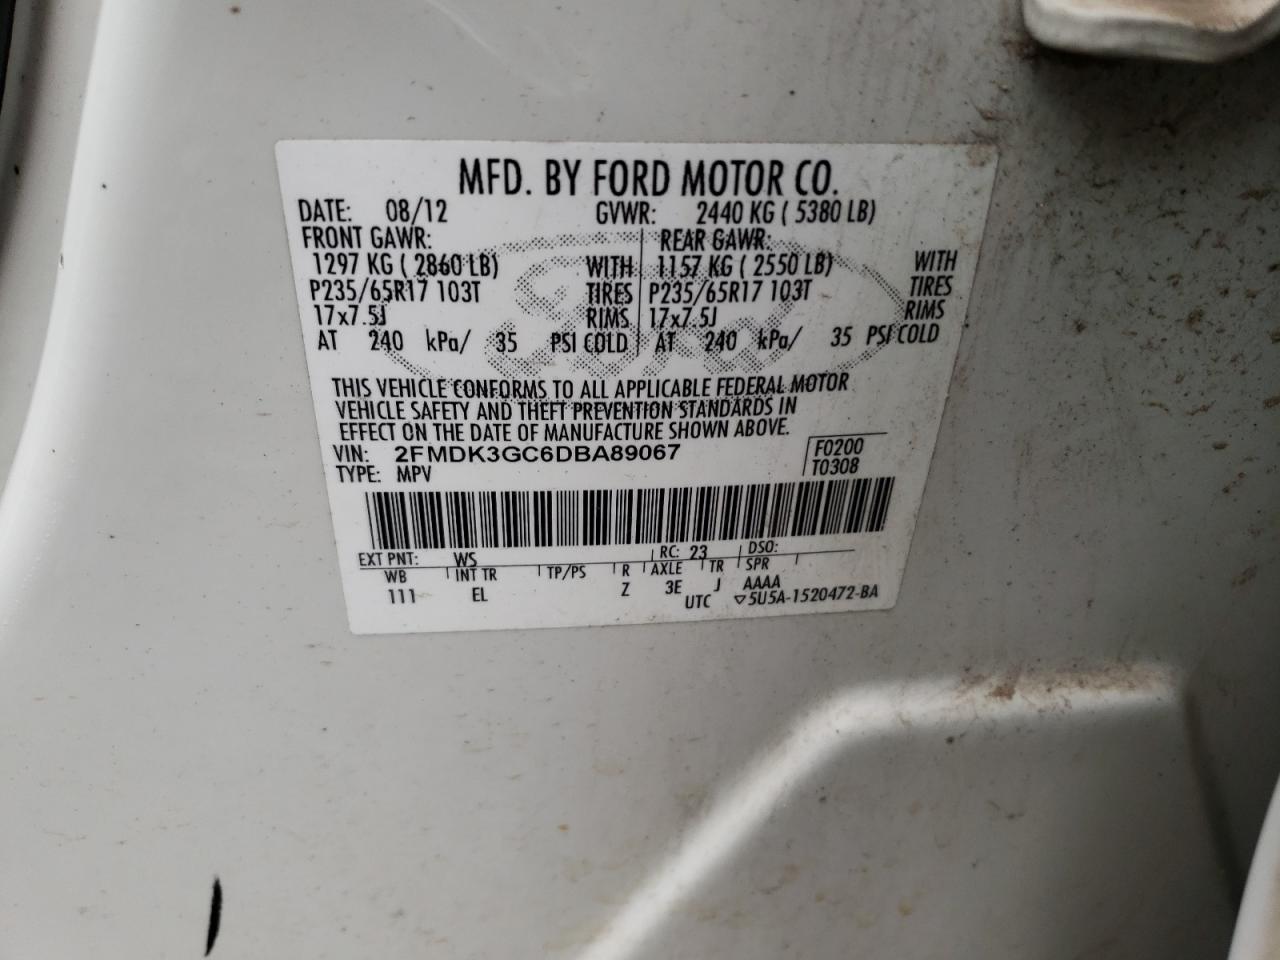 MFD. BY FORD MOTOR CO.
DATE: 08/12 GVWR: 2440 KG ( 5380 LB)
FRONT GAWR: REAR GAWR:
1297 KG ( 2860 LB) WITH 1157 KG ( 2550 LB) WITH
P235/65R17 103T TIRES P235/65R17 103T TIRES
17x7.5J RIMS 17x7.5J RIMS
AT 240 kPa/ 35 PSI COLD AT 240 kPa/ 35 PSI COLD
THIS VEHICLE CONFORMS TO ALL APPLICABLE FEDERAL MOTOR
VEHICLE SAFETY AND THEFT PREVENTION STANDARDS IN
EFFECT ON THE DATE OF MANUFACTURE SHOWN ABOVE.
VIN: 2FMDK3GC6DBA89067 F0200
TYPE: MPV T0308
EXT PNT: WS RC: 23 DSO:
WB INT TR TP/PS R AXLE TR SPR
111 EL Z 3E J AAAA
UTC ▽5U5A-1520472-BA